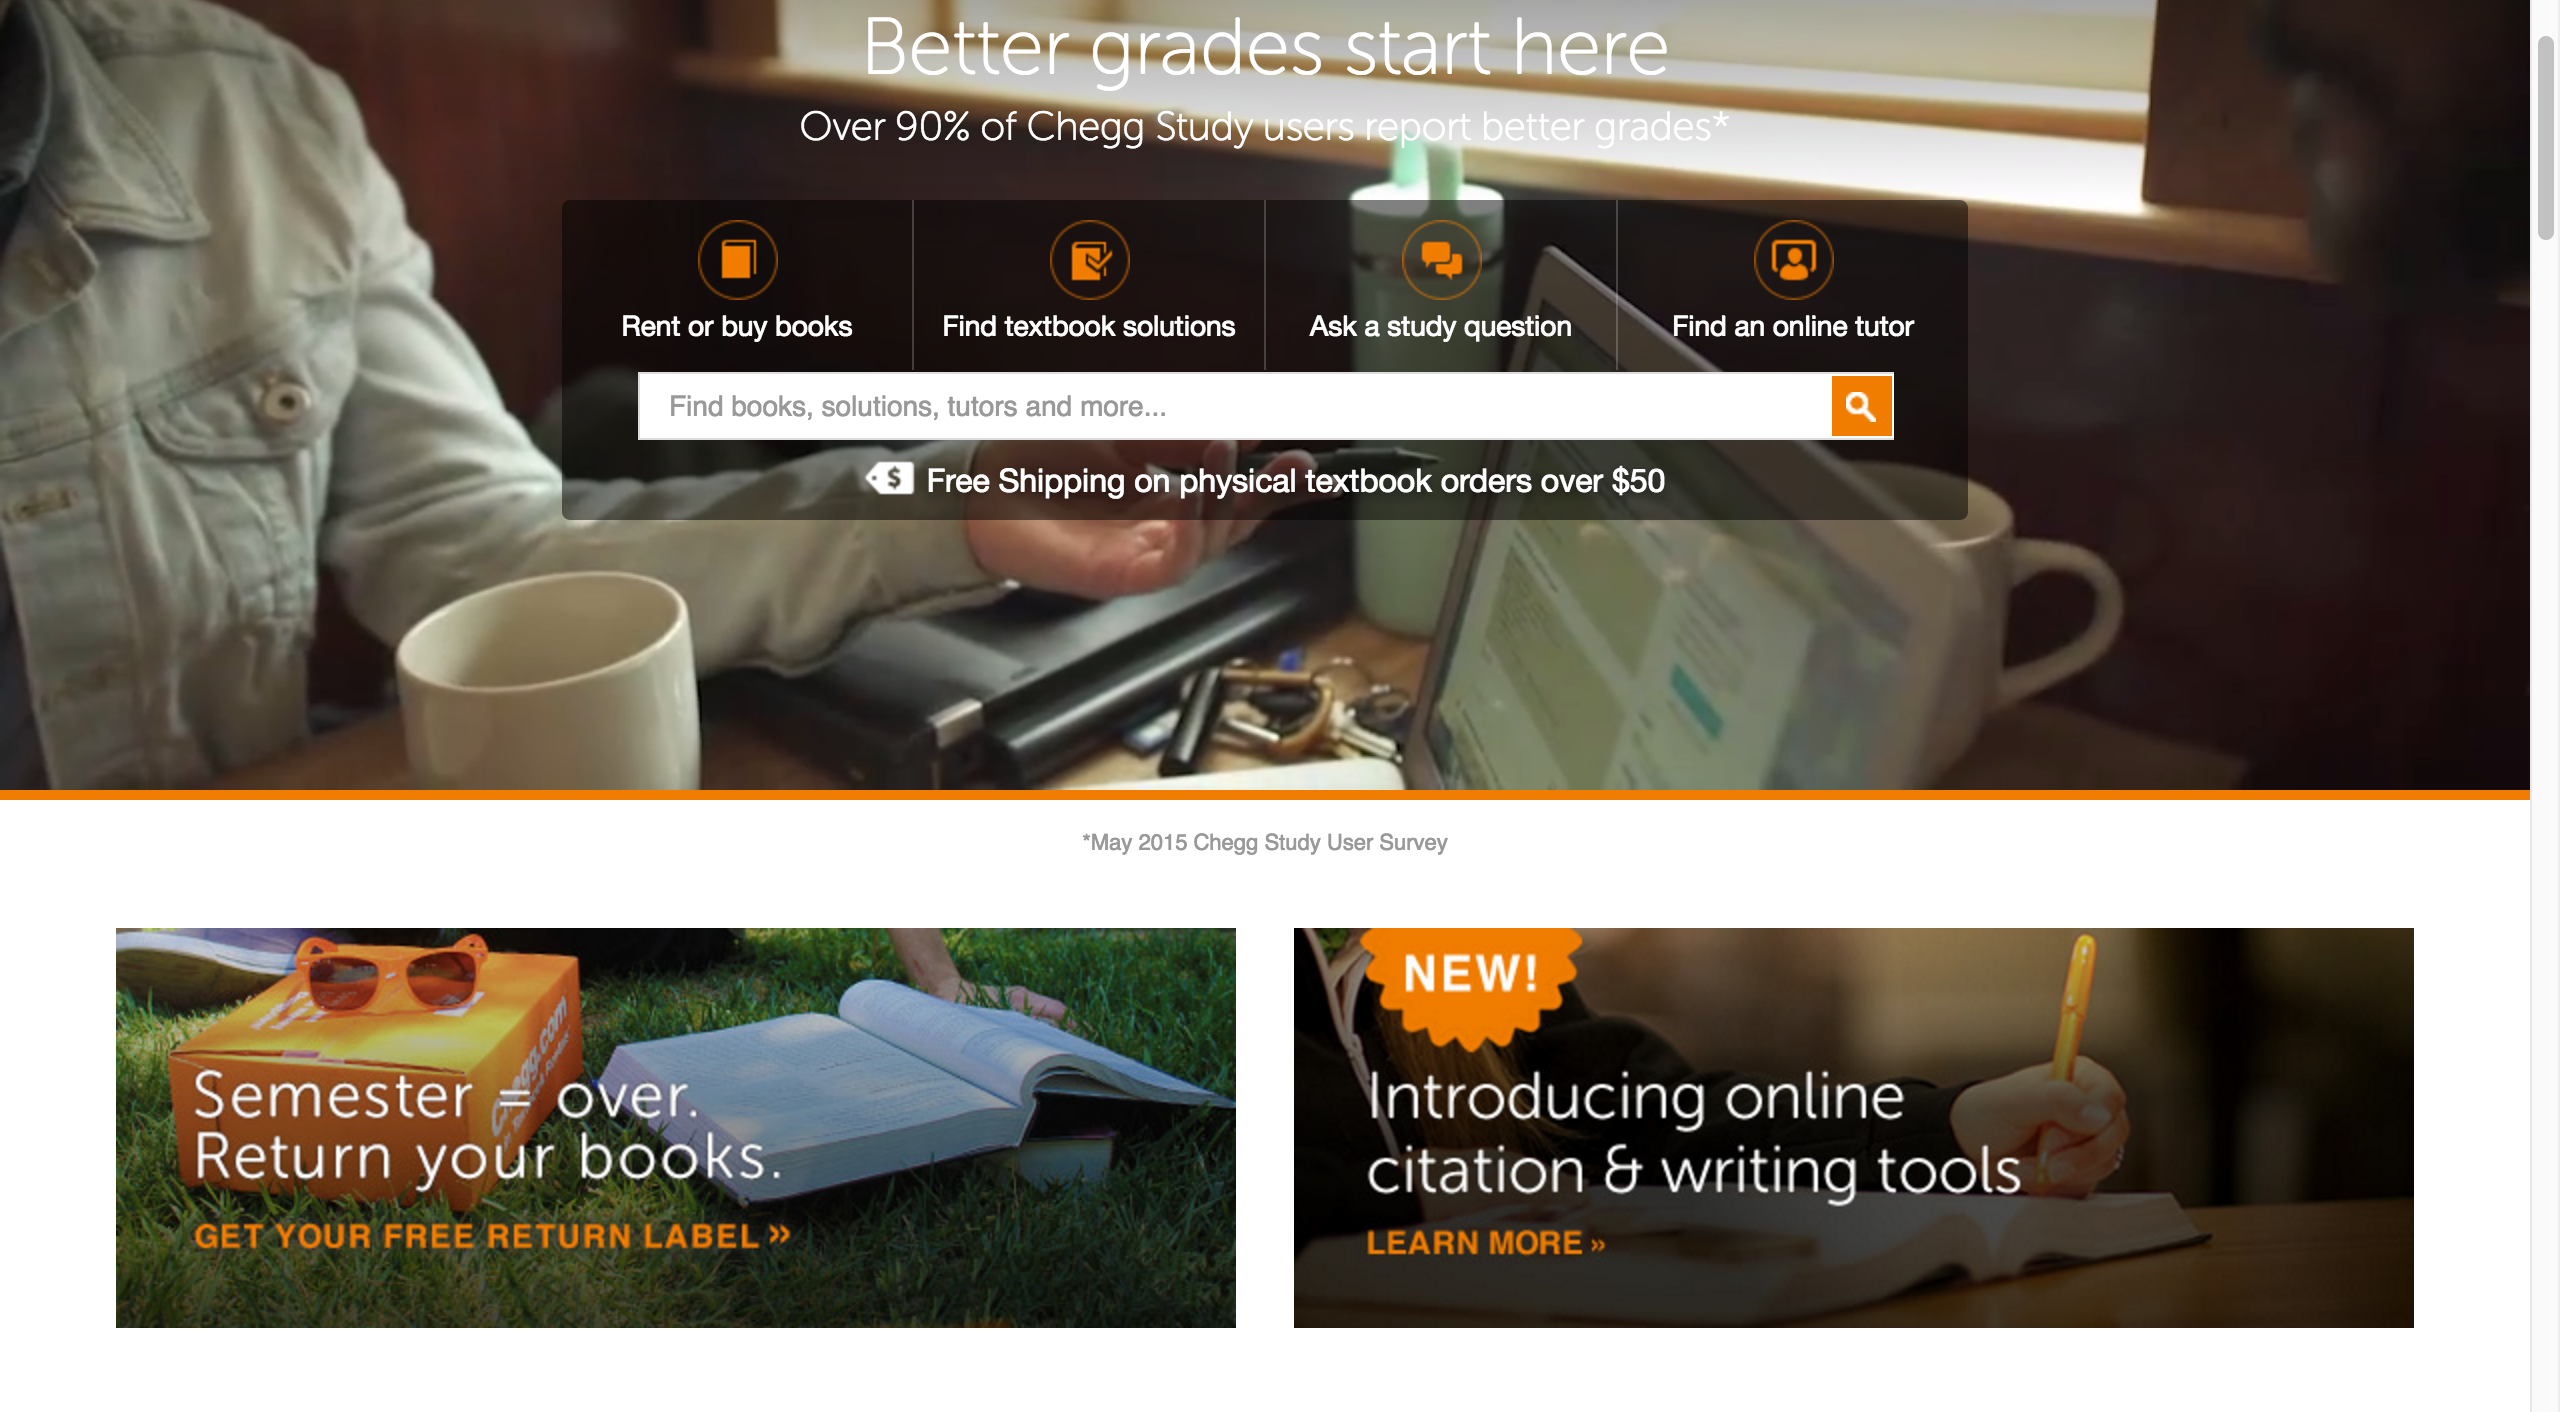 Better grades start here
Over 90% of Chegg Study users report better grades*
Rent or buy books
Find textbook solutions
Ask a study question
Find an online tutor
Find books, solutions, tutors and more...
$
Free Shipping on physical textbook orders over $50
*May 2015 Chegg Study User Survey
Semester = over.
Return your books.
GET YOUR FREE RETURN LABEL »
NEW!
Introducing online
citation & writing tools
LEARN MORE »